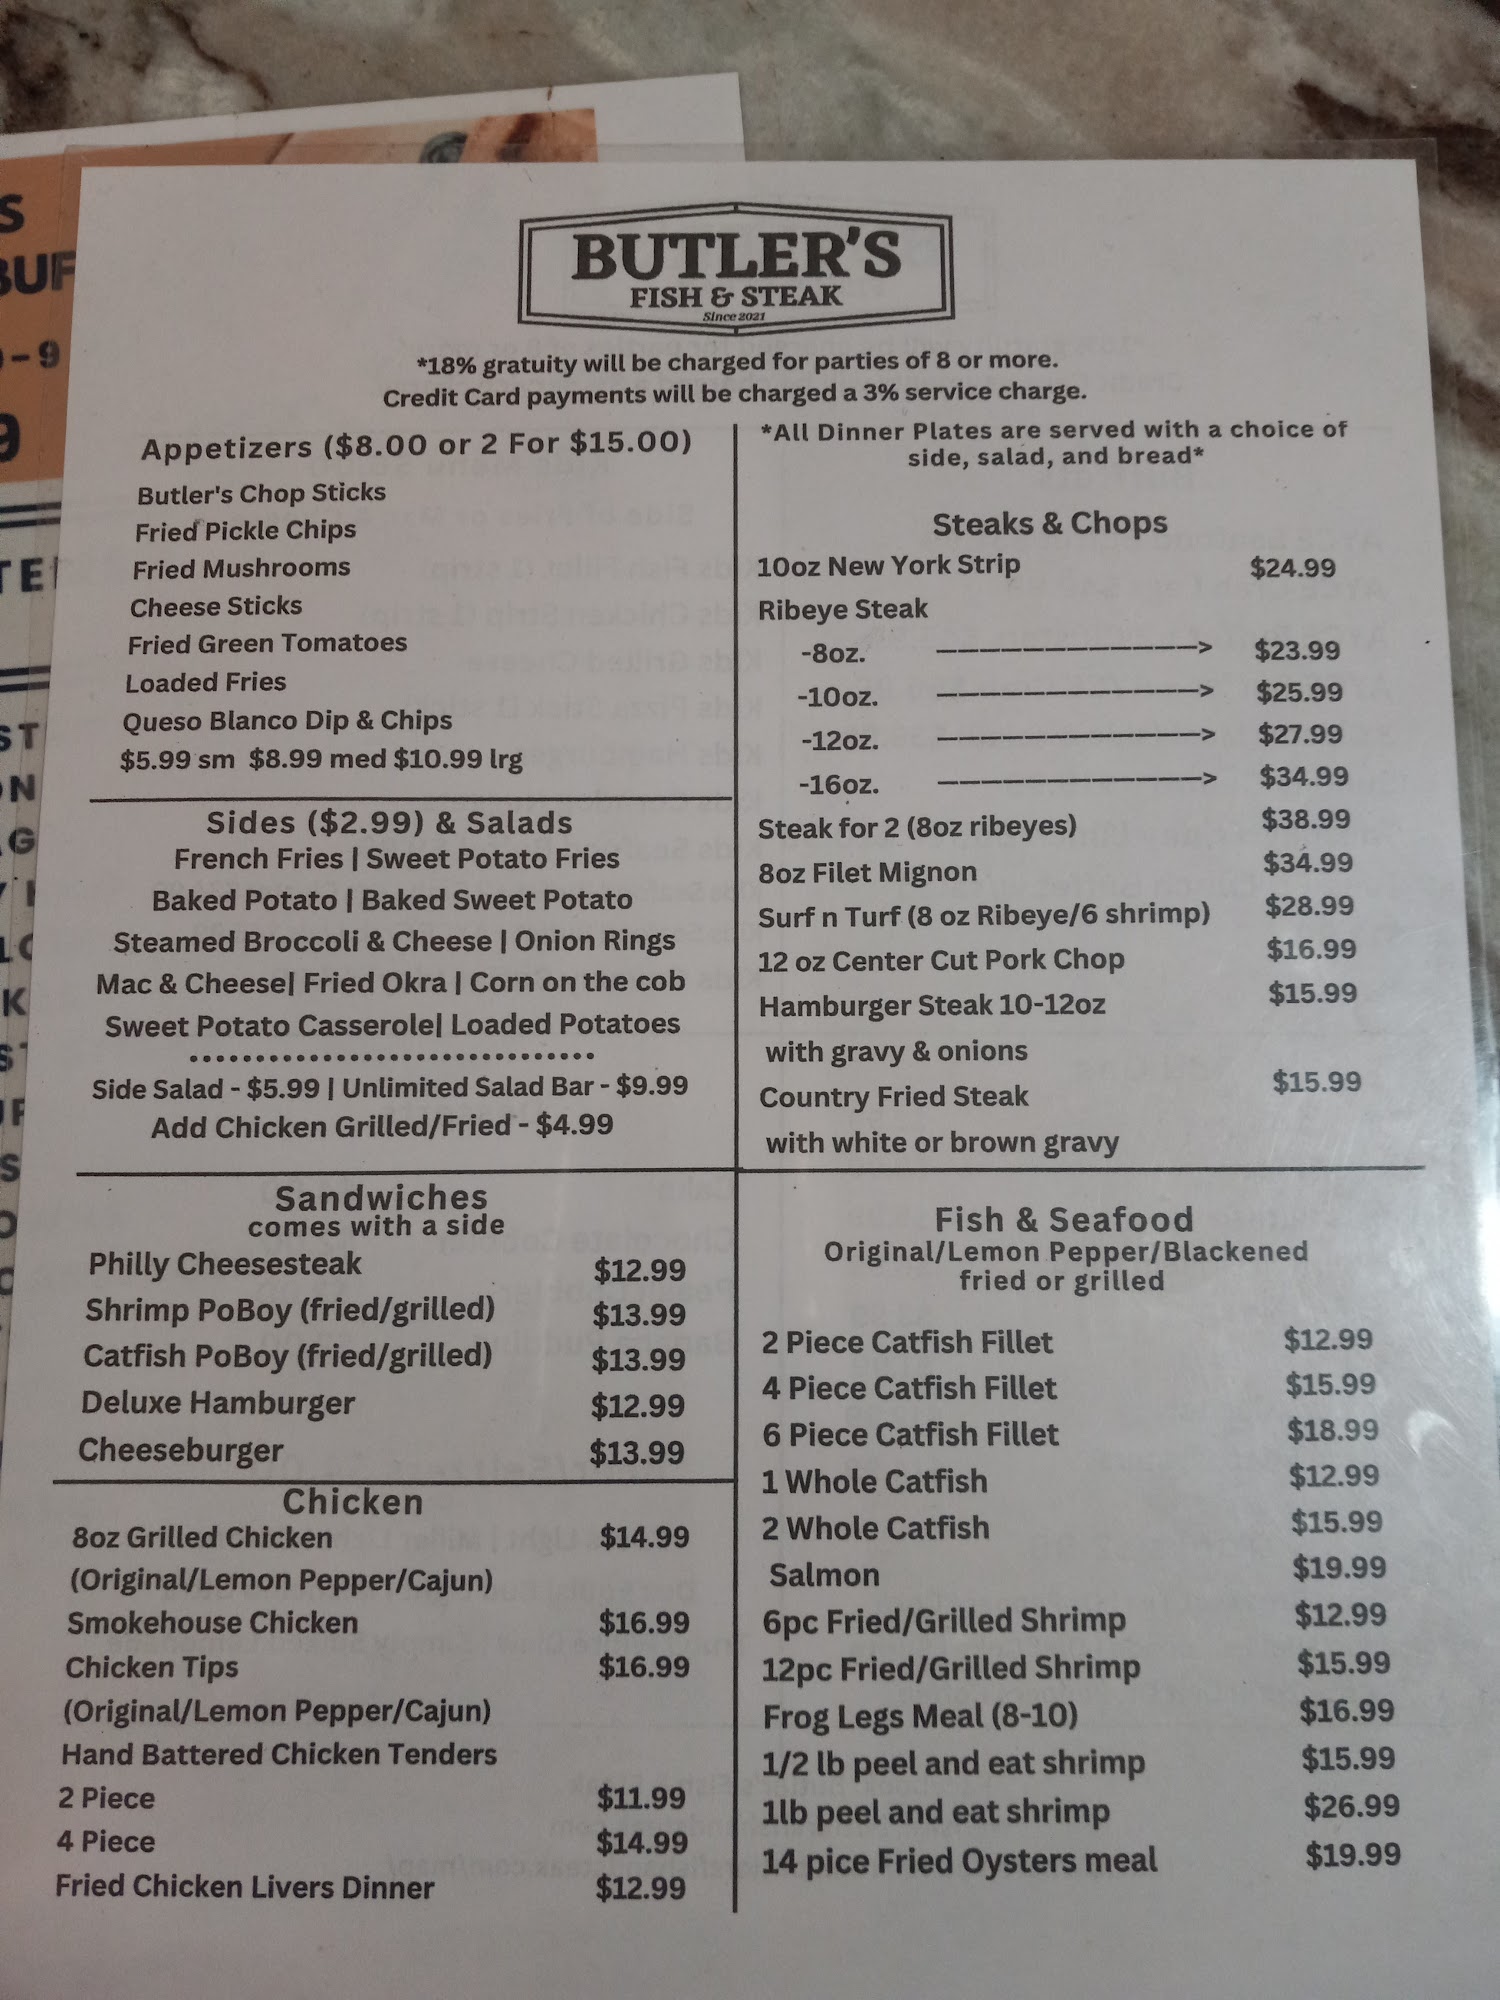 BUTLER'S
FISH & STEAK
Since 2021
*18% gratuity will be charged for parties of 8 or more.
Credit Card payments will be charged a 3% service charge.
Appetizers ($8.00 or 2 For $15.00)
Butler's Chop Sticks
Fried Pickle Chips
Fried Mushrooms
Cheese Sticks
Fried Green Tomatoes
Loaded Fries
Queso Blanco Dip & Chips
$5.99 sm $8.99 med $10.99 lrg
Sides ($2.99) & Salads
French Fries | Sweet Potato Fries
Baked Potato | Baked Sweet Potato
Steamed Broccoli & Cheese | Onion Rings
Mac & Cheese| Fried Okra | Corn on the cob
Sweet Potato Casserole| Loaded Potatoes
Side Salad - $5.99 | Unlimited Salad Bar - $9.99
Add Chicken Grilled/Fried - $4.99
Sandwiches
comes with a side
Philly Cheesesteak $12.99
Shrimp PoBoy (fried/grilled) $13.99
Catfish PoBoy (fried/grilled) $13.99
Deluxe Hamburger $12.99
Cheeseburger $13.99
Chicken
8oz Grilled Chicken $14.99
(Original/Lemon Pepper/Cajun)
Smokehouse Chicken $16.99
Chicken Tips $16.99
(Original/Lemon Pepper/Cajun)
Hand Battered Chicken Tenders
2 Piece $11.99
4 Piece $14.99
Fried Chicken Livers Dinner $12.99
*All Dinner Plates are served with a choice of
side, salad, and bread*
Steaks & Chops
10oz New York Strip $24.99
Ribeye Steak
-8oz. ---------------> $23.99
-10oz. ---------------> $25.99
-12oz. ---------------> $27.99
-16oz. ---------------> $34.99
Steak for 2 (8oz ribeyes) $38.99
8oz Filet Mignon $34.99
Surf n Turf (8 oz Ribeye/6 shrimp) $28.99
12 oz Center Cut Pork Chop $16.99
Hamburger Steak 10-12oz $15.99
with gravy & onions
Country Fried Steak $15.99
with white or brown gravy
Fish & Seafood
Original/Lemon Pepper/Blackened
fried or grilled
2 Piece Catfish Fillet $12.99
4 Piece Catfish Fillet $15.99
6 Piece Catfish Fillet $18.99
1 Whole Catfish $12.99
2 Whole Catfish $15.99
Salmon $19.99
6pc Fried/Grilled Shrimp $12.99
12pc Fried/Grilled Shrimp $15.99
Frog Legs Meal (8-10) $16.99
1/2 lb peel and eat shrimp $15.99
1lb peel and eat shrimp $26.99
14 pice Fried Oysters meal $19.99